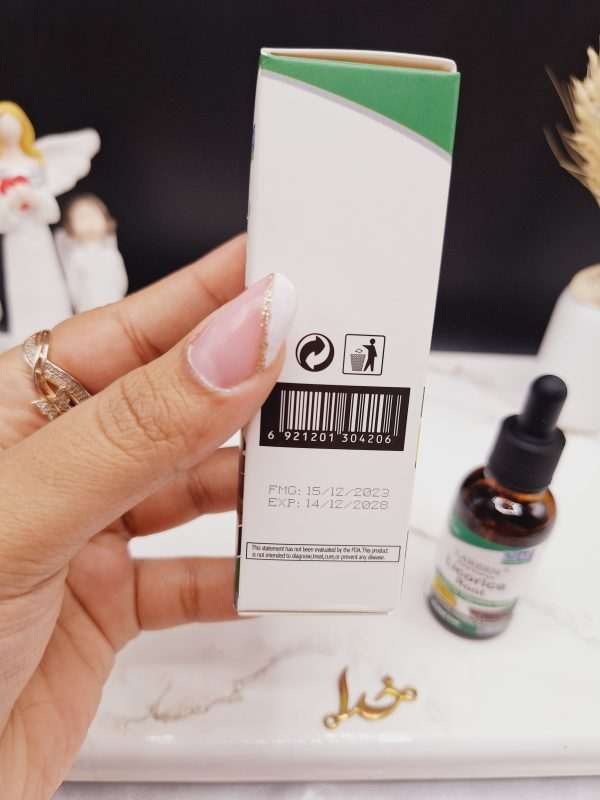 6 921201 304206
FMG: 15/12/2023
EXP: 14/12/2028
This statement has not been evaluated by the FDA.This product
is not intended to diagnose,treat,cure,or prevent any disease.
Licorice
Root
خدا